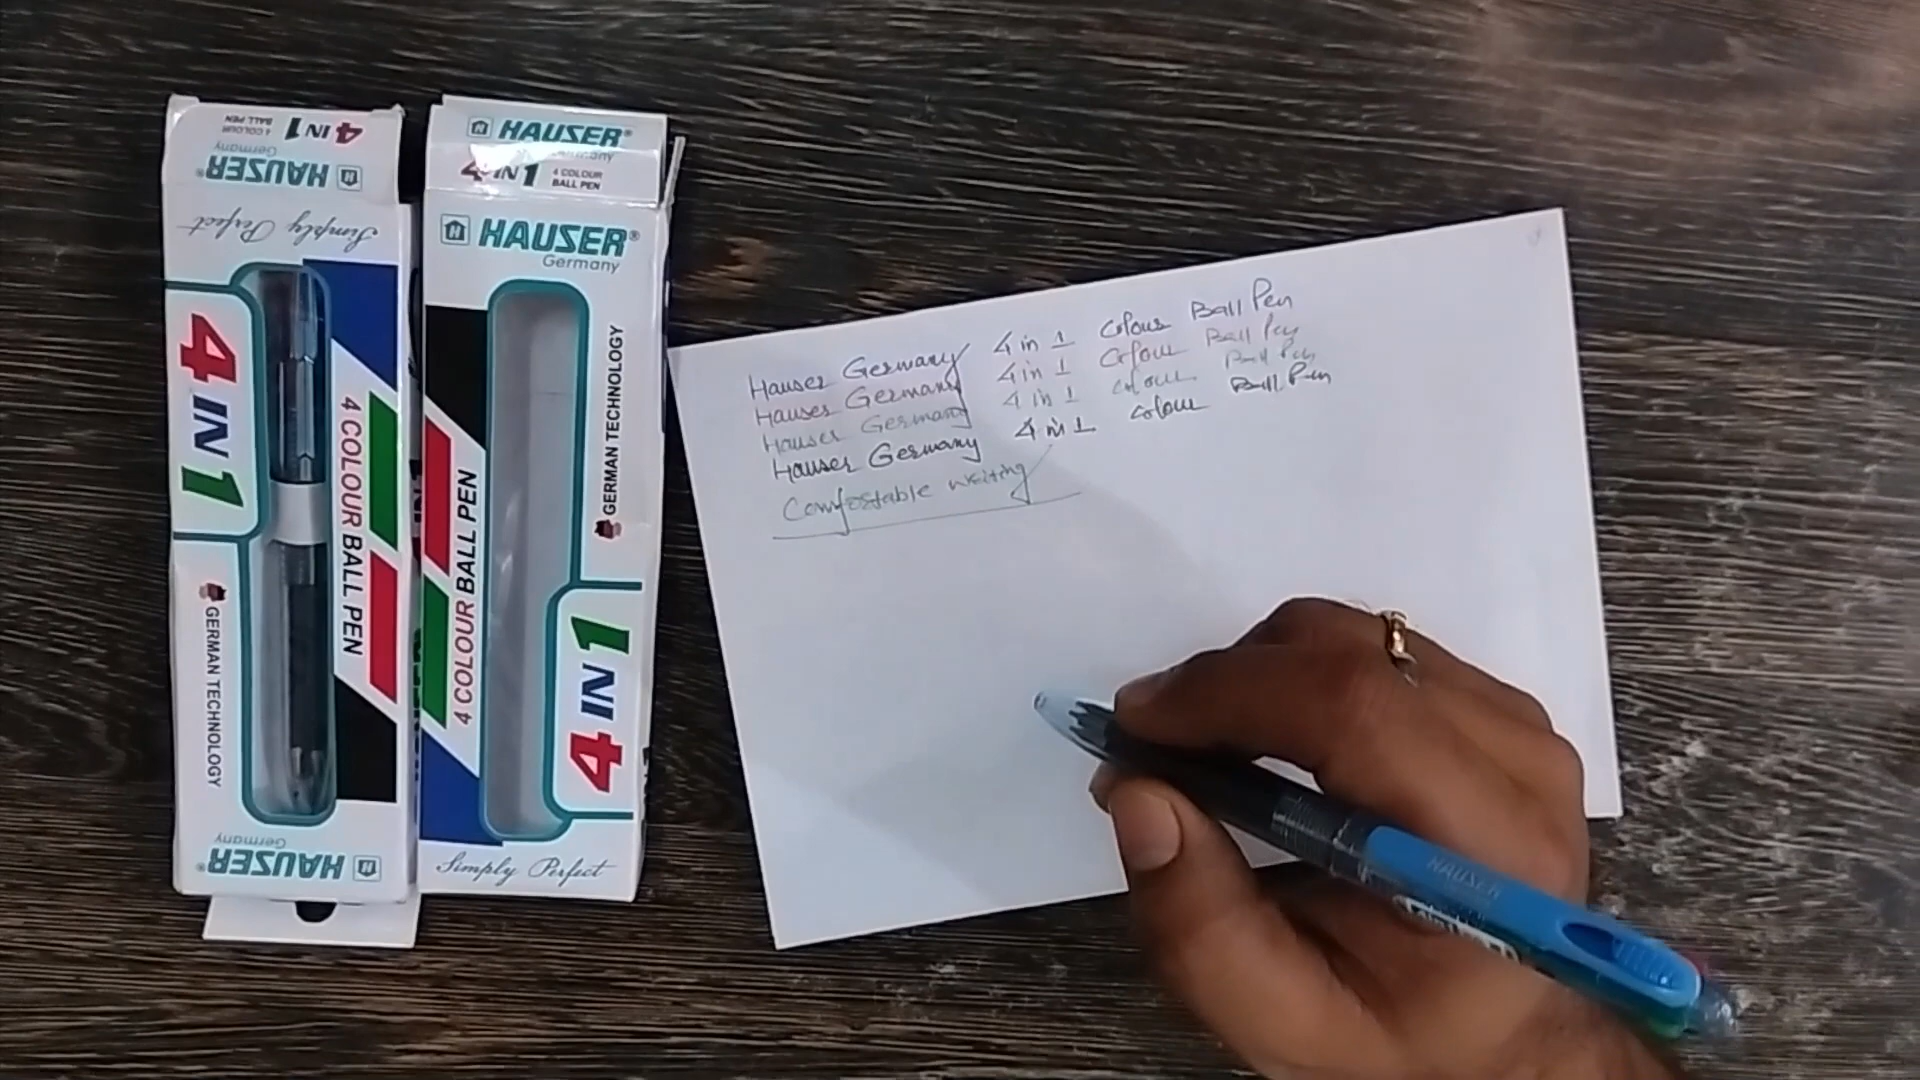 4 IN 1
4 COLOUR
BALL PEN
HAUSER®
Germany
Simply Perfect
4 IN 1
4 COLOUR BALL PEN
GERMAN TECHNOLOGY
HAUSER®
Germany
HAUSER®
Germany
4 IN 1
4 COLOUR
BALL PEN
HAUSER®
Germany
GERMAN TECHNOLOGY
4 COLOUR BALL PEN
4 IN 1
Simply Perfect
Hauser Germany 4 in 1 Colour Ball Pen
Hauser Germany 4 in 1 Colour Ball Pen
Hauser Germany 4 in 1 Colour Ball Pen
Hauser Germany 4 in 1 Colour Ball Pen
Comfortable writing
HAUSER